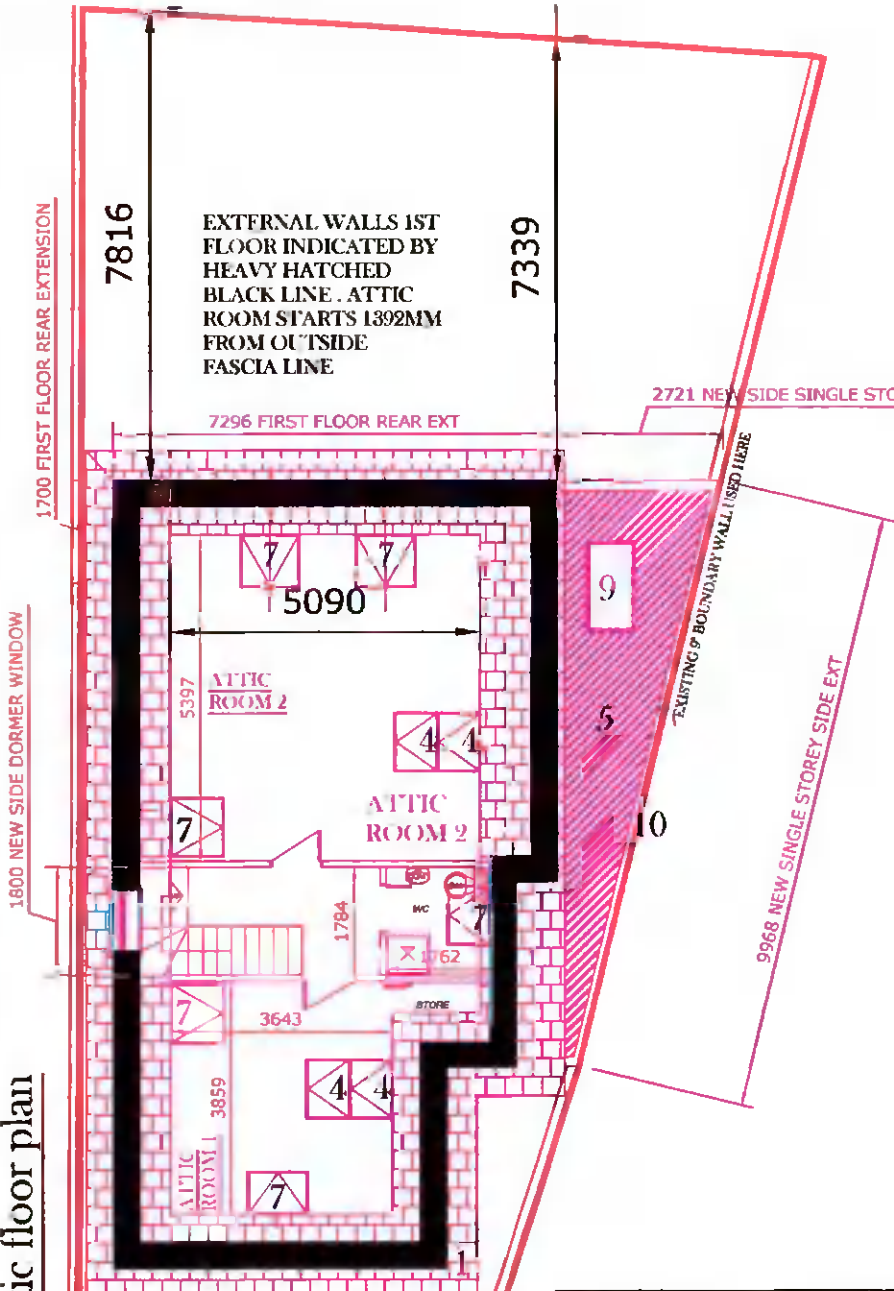 7816
7339
1700 FIRST FLOOR REAR EXTENSION
EXTERNAL WALLS 1ST
FLOOR INDICATED BY
HEAVY HATCHED
BLACK LINE . ATTIC
ROOM STARTS 1392MM
FROM OUTSIDE
FASCIA LINE
2721 NEW SIDE SINGLE STO
7296 FIRST FLOOR REAR EXT
EXISTING 9" BOUNDARY WALL USED HERE
7
7
9
5090
5397
ATTIC
ROOM 2
5
4
4
1800 NEW SIDE DORMER WINDOW
ATTIC
ROOM 2
7
10
9968 NEW SINGLE STOREY SIDE EXT
1784
WC
7
1762
STORE
7
3643
3859
4
4
ATTIC
ROOM 1
7
1
ic floor plan